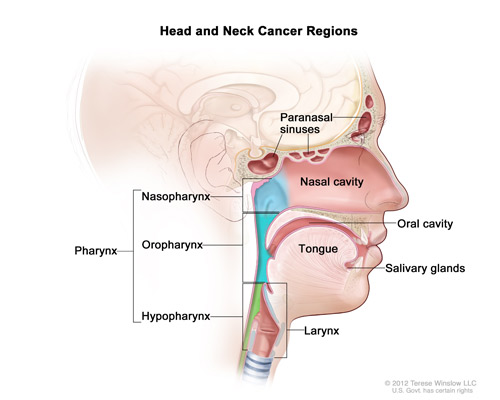 Head and Neck Cancer Regions
Paranasal
sinuses
Nasal cavity
Nasopharynx
Oral cavity
Oropharynx
Pharynx
Tongue
Salivary glands
Hypopharynx
Larynx
© 2012 Terese Winslow LLC
U.S. Govt. has certain rights